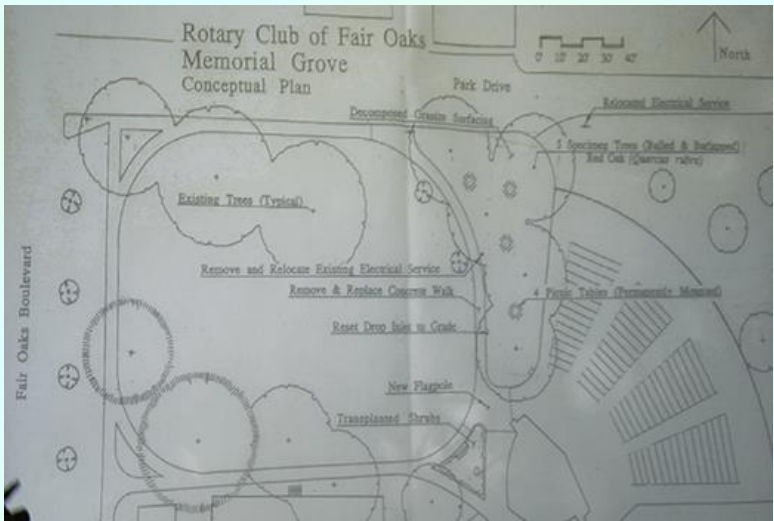 Rotary Club of Fair Oaks
Memorial Grove
Conceptual Plan
0' 10' 20' 30' 40'
North
Park Drive
Relocated Electrical Service
Decomposed Granite Surfacing
5 Specimen Trees (Balled & Burlapped)
Red Oak (Quercus rubra)
Existing Trees (Typical)
Fair Oaks Boulevard
Remove and Relocate Existing Electrical Service
Remove & Replace Concrete Walk
4 Picnic Tables (Permanently Mounted)
Reset Drop Inlet to Grade
New Flagpole
Transplanted Shrubs